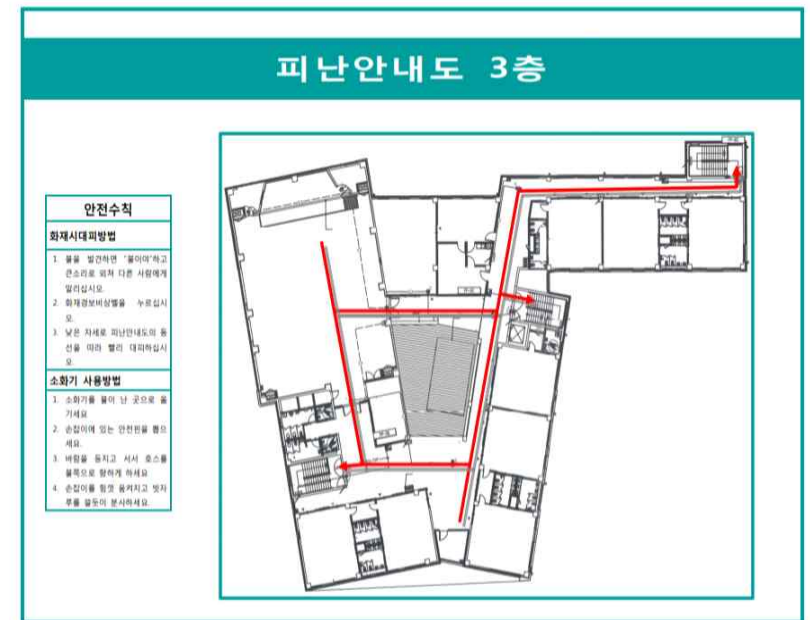 피난안내도 3층
안전수칙
화재시대피방법
1. 불을 발견하면 "불이야"하고
큰소리로 외쳐 다른 사람에게
알리십시오.
2. 화재경보비상벨을 누르십시
오.
3. 낮은 자세로 피난안내도의 동
선을 따라 빨리 대피하십시
오
소화기 사용방법
1. 소화기를 불이 난 곳으로 옮
기세요
2. 손잡이에 있는 안전핀을 뽑으
세요.
3. 바람을 등지고 서서 호스를
불쪽으로 향하게 하세요
4. 손잡이를 힘껏 움켜지고 빗자
루를 쓸듯이 분사하세요.